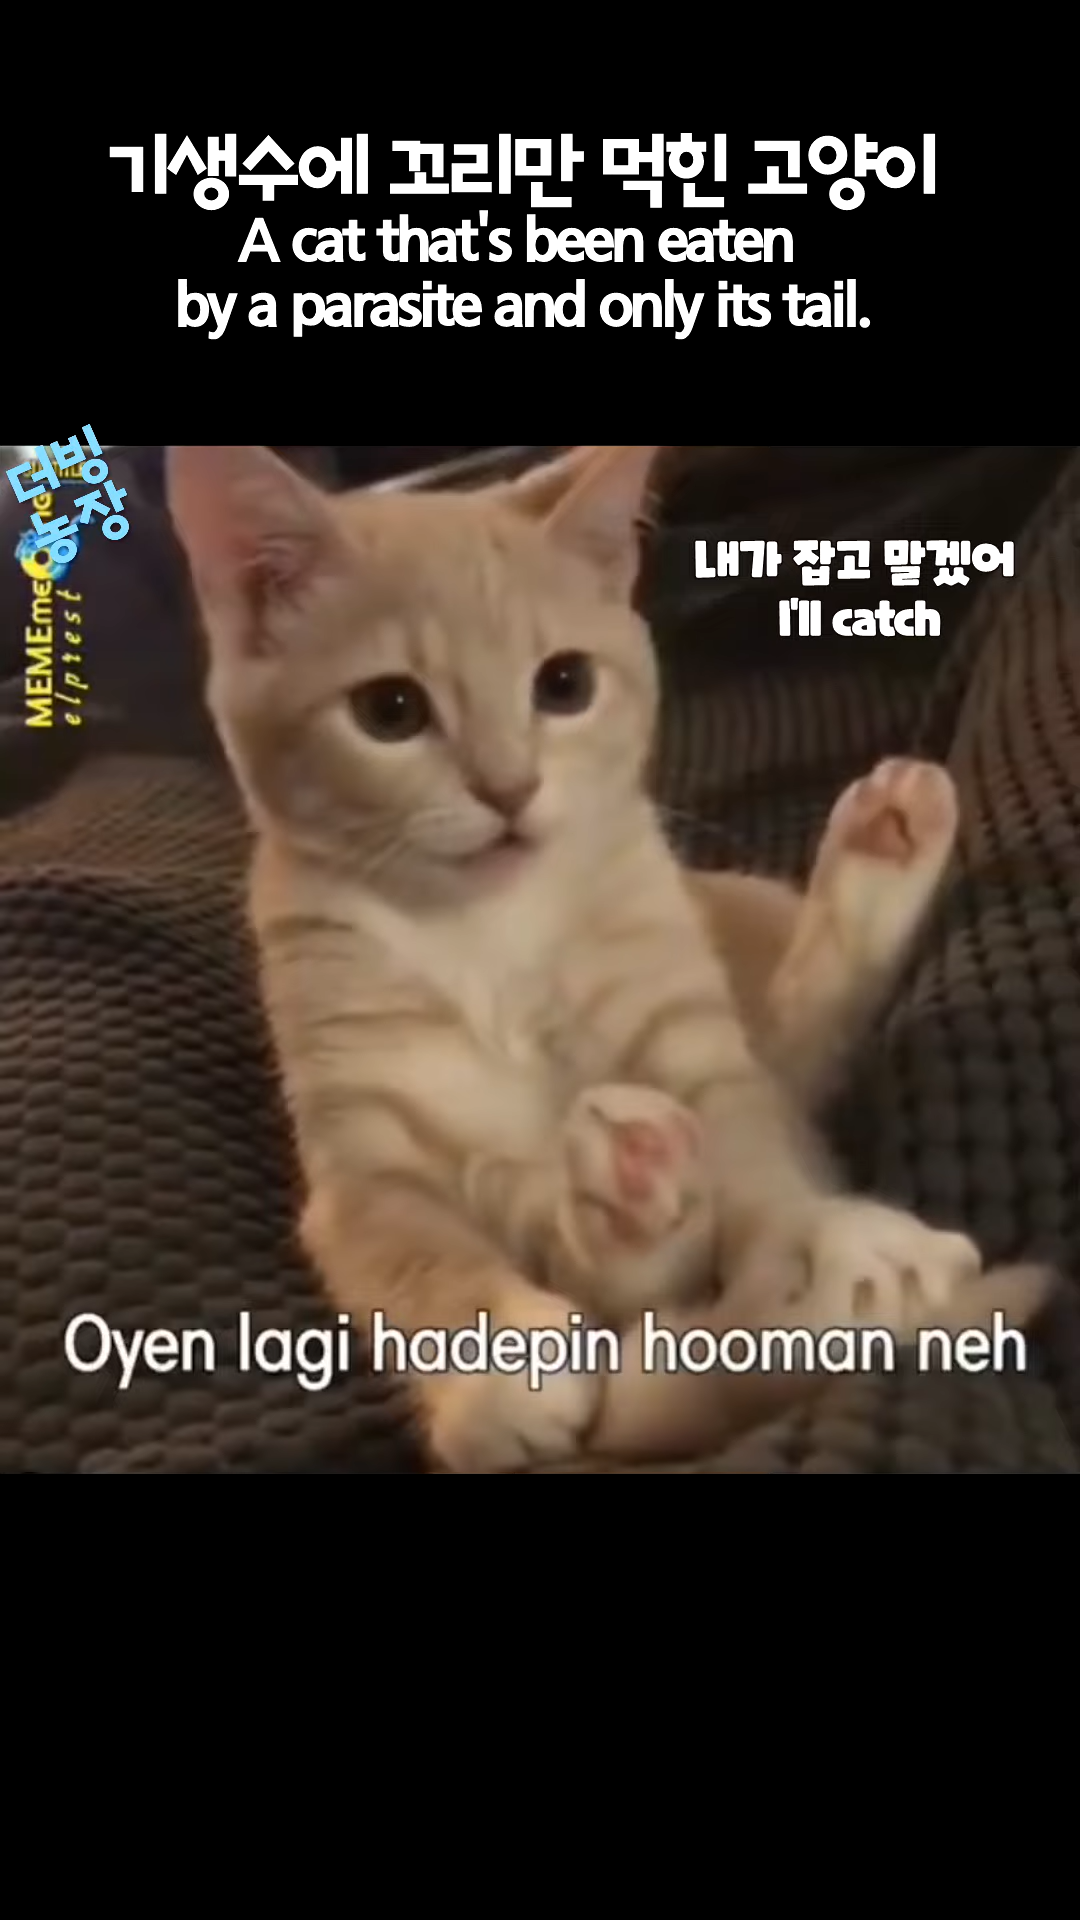 기생수에 꼬리만 먹힌 고양이
A cat that's been eaten
by a parasite and only its tail.
더빙
농장
MEMEme
elprest
내가 잡고 말겠어
I'll catch
Oyen lagi hadepin hooman neh